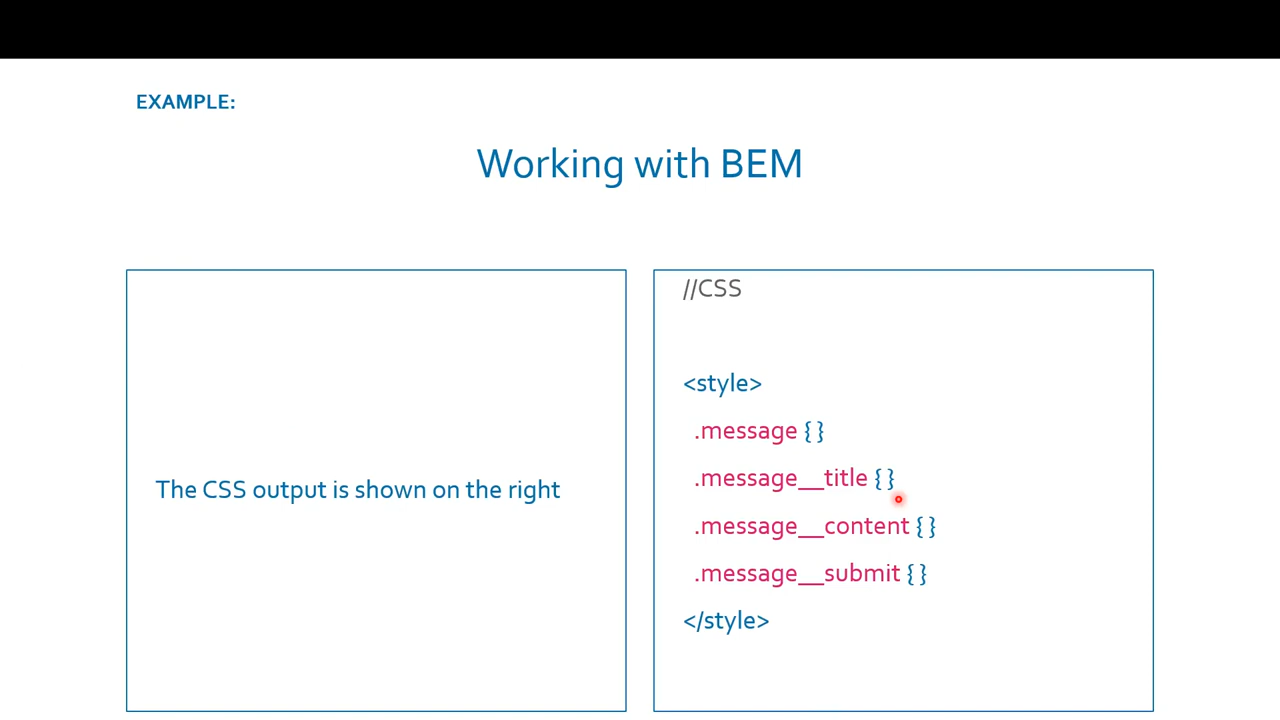 EXAMPLE:
Working with BEM
The CSS output is shown on the right
//CSS
<style>
.message {}
.message__title {}
.message__content {}
.message__submit {}
</style>